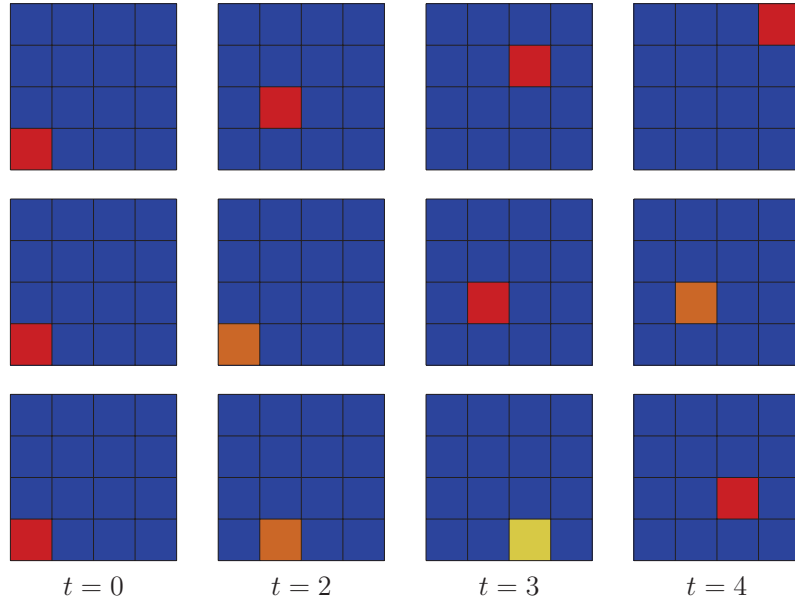 t = 0 t = 2 t = 3 t = 4